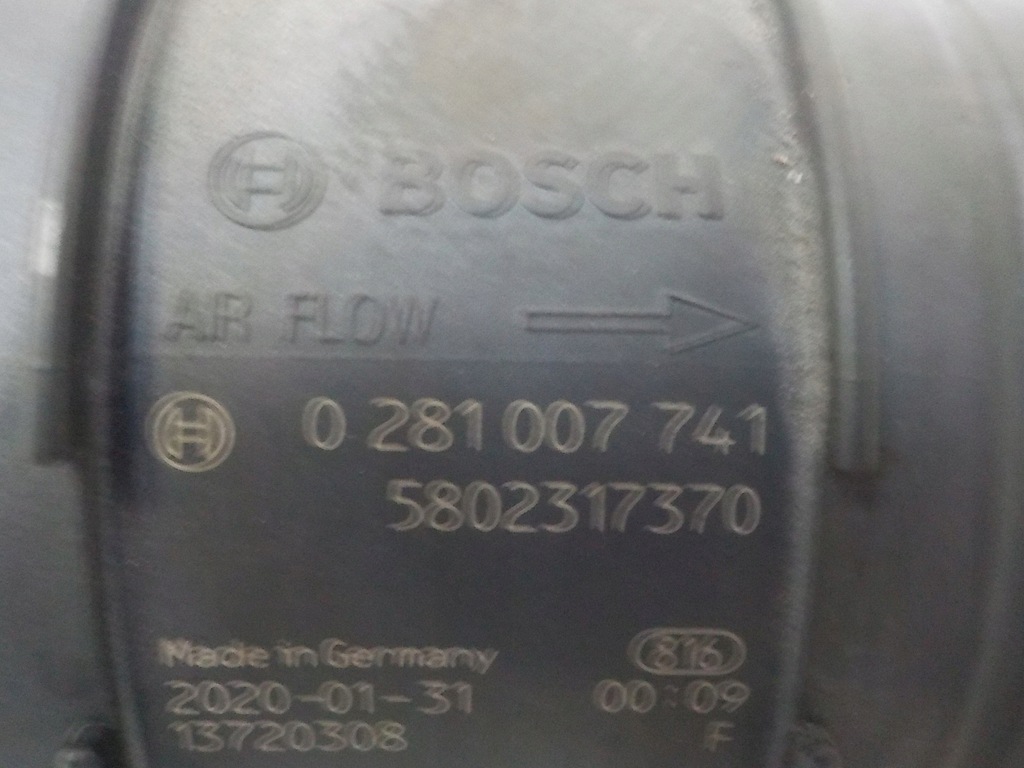 BOSCH
AIR FLOW
0 281 007 741
5802317370
Made in Germany
816
2020-01-31
00:09
13720308
F